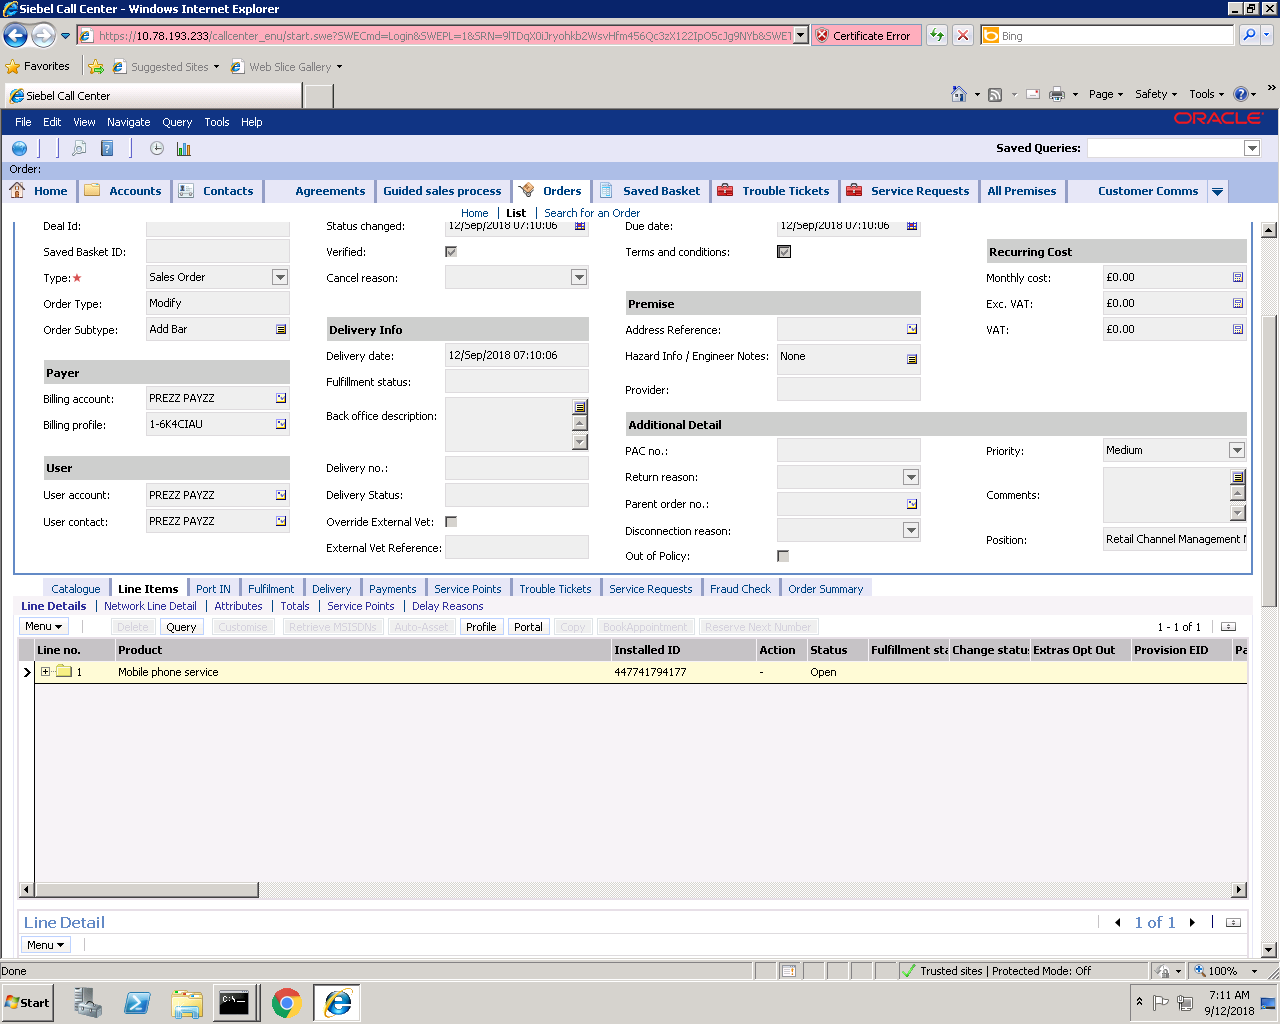 Siebel Call Center - Windows Internet Explorer
https://10.78.193.233/callcenter_enu/start.swe?SWECmd=Login&SWEPL=1&SRN= Certificate Error Bing
Favorites Suggested Sites Web Slice Gallery
Siebel Call Center Page Safety Tools »
File Edit View Navigate Query Tools Help ORACLE
Saved Queries:
Order:
Home Accounts Contacts Agreements Guided sales process Orders Saved Basket Trouble Tickets Service Requests All Premises Customer Comms
Home List Search for an Order
Deal Id: Status changed: 12/Sep/2018 07:10:06 Due date: 12/Sep/2018 07:10:06
Saved Basket ID: Verified: Terms and conditions: Recurring Cost
Type: Sales Order Cancel reason: Monthly cost: £0.00
Order Type: Modify Premise Exc. VAT: £0.00
Order Subtype: Add Bar Delivery Info Address Reference: VAT: £0.00
Delivery date: 12/Sep/2018 07:10:06 Hazard Info / Engineer Notes: None
Payer Fulfillment status:
Billing account: PREZZ PAYZZ Provider:
Billing profile: 1-6K4CIAU Back office description: Additional Detail
PAC no.: Priority: Medium
User Delivery no.: Return reason:
User account: PREZZ PAYZZ Delivery Status: Parent order no.: Comments:
User contact: PREZZ PAYZZ Override External Vet: Disconnection reason:
External Vet Reference: Out of Policy: Position: Retail Channel Management
Catalogue Line Items Port IN Fulfilment Delivery Payments Service Points Trouble Tickets Service Requests Fraud Check Order Summary
Line Details Network Line Detail Attributes Totals Service Points Delay Reasons
Menu Delete Query Customise Retrieve MSISDNs Auto-Asset Profile Portal Copy BookAppointment Reserve Next Number 1 - 1 of 1
Line no. Product Installed ID Action Status Fulfillment sta Change status Extras Opt Out Provision EID Pa
1 Mobile phone service 447741794177 - Open
Line Detail 1 of 1
Menu
Done Trusted sites | Protected Mode: Off 100%
Start 7:11 AM
9/12/2018